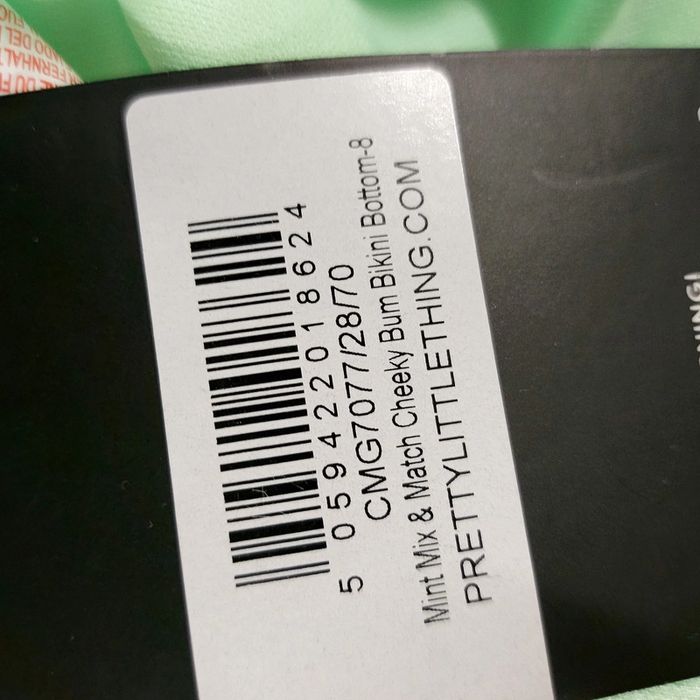 5 059422 018624
CMG7077/28/70
Mint Mix & Match Cheeky Bum Bikini Bottom-8
PRETTYLITTLETHING.COM